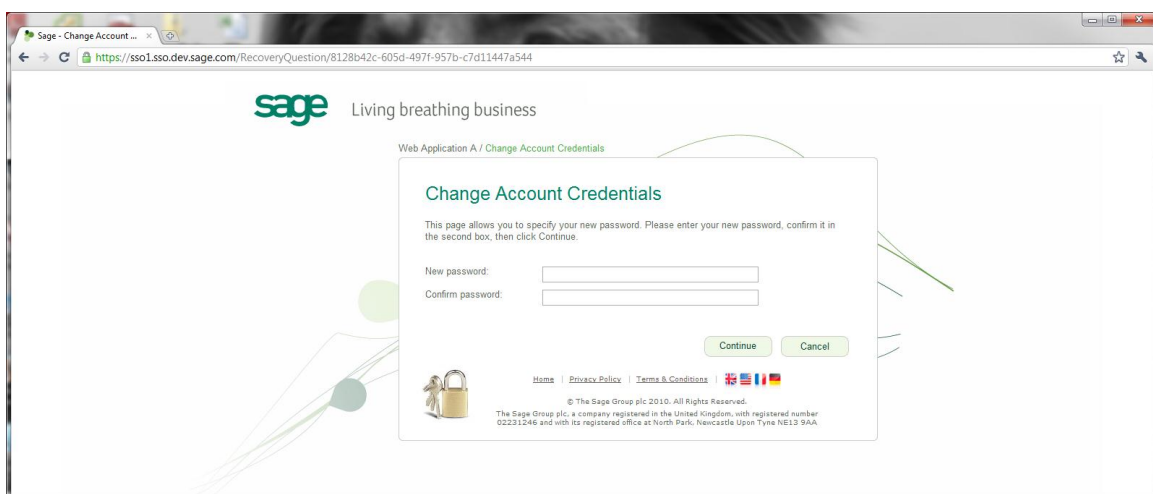 Sage - Change Account ...
https://sso1.sso.dev.sage.com/RecoveryQuestion/8128b42c-605d-497f-957b-c7d11447a544
sage Living breathing business
Web Application A / Change Account Credentials
Change Account Credentials
This page allows you to specify your new password. Please enter your new password, confirm it in
the second box, then click Continue.
New password:
Confirm password:
Continue Cancel
Home | Privacy Policy | Terms & Conditions |
© The Sage Group plc 2010. All Rights Reserved.
The Sage Group plc, a company registered in the United Kingdom, with registered number
02231246 and with its registered office at North Park, Newcastle Upon Tyne NE13 9AA